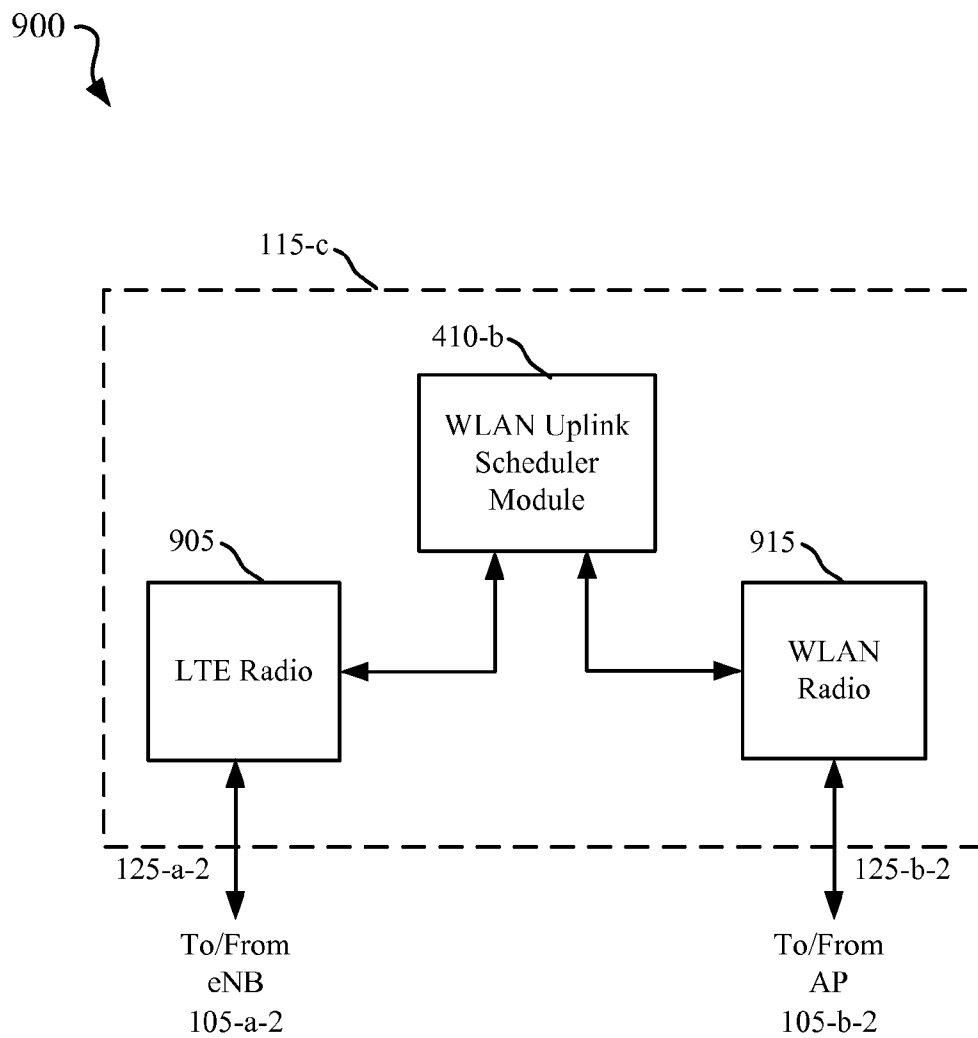 900
115-c
410-b
WLAN Uplink
Scheduler
Module
905
915
LTE Radio
WLAN
Radio
125-a-2
125-b-2
To/From
eNB
105-a-2
To/From
AP
105-b-2